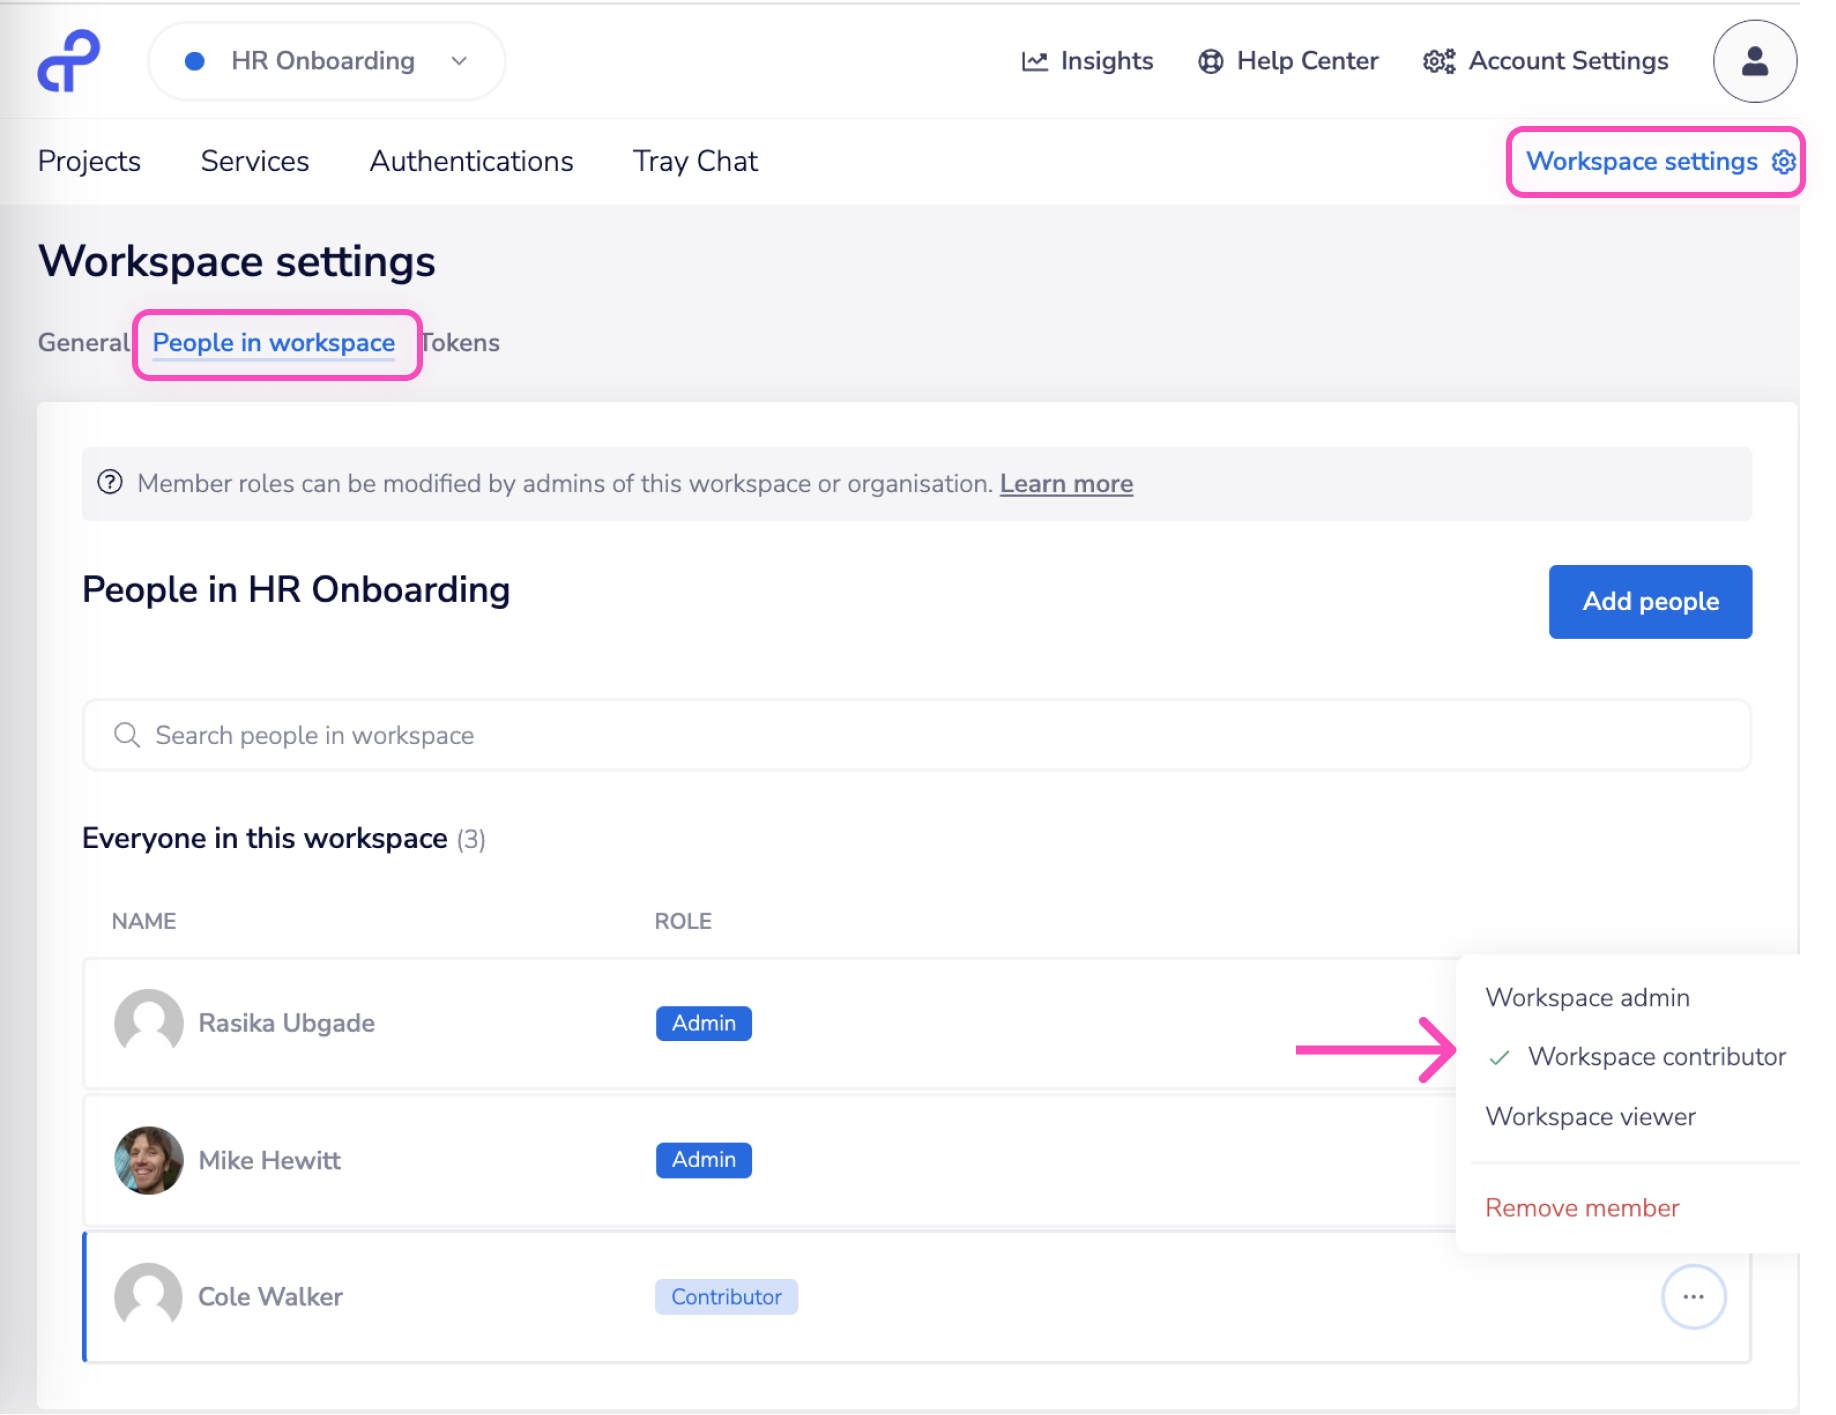 HR Onboarding
Insights
Help Center
Account Settings
Projects
Services
Authentications
Tray Chat
Workspace settings
Workspace settings
General
People in workspace
Tokens
Member roles can be modified by admins of this workspace or organisation. Learn more
People in HR Onboarding
Add people
Search people in workspace
Everyone in this workspace (3)
NAME
ROLE
Rasika Ubgade
Admin
Mike Hewitt
Admin
Cole Walker
Contributor
Workspace admin
Workspace contributor
Workspace viewer
Remove member